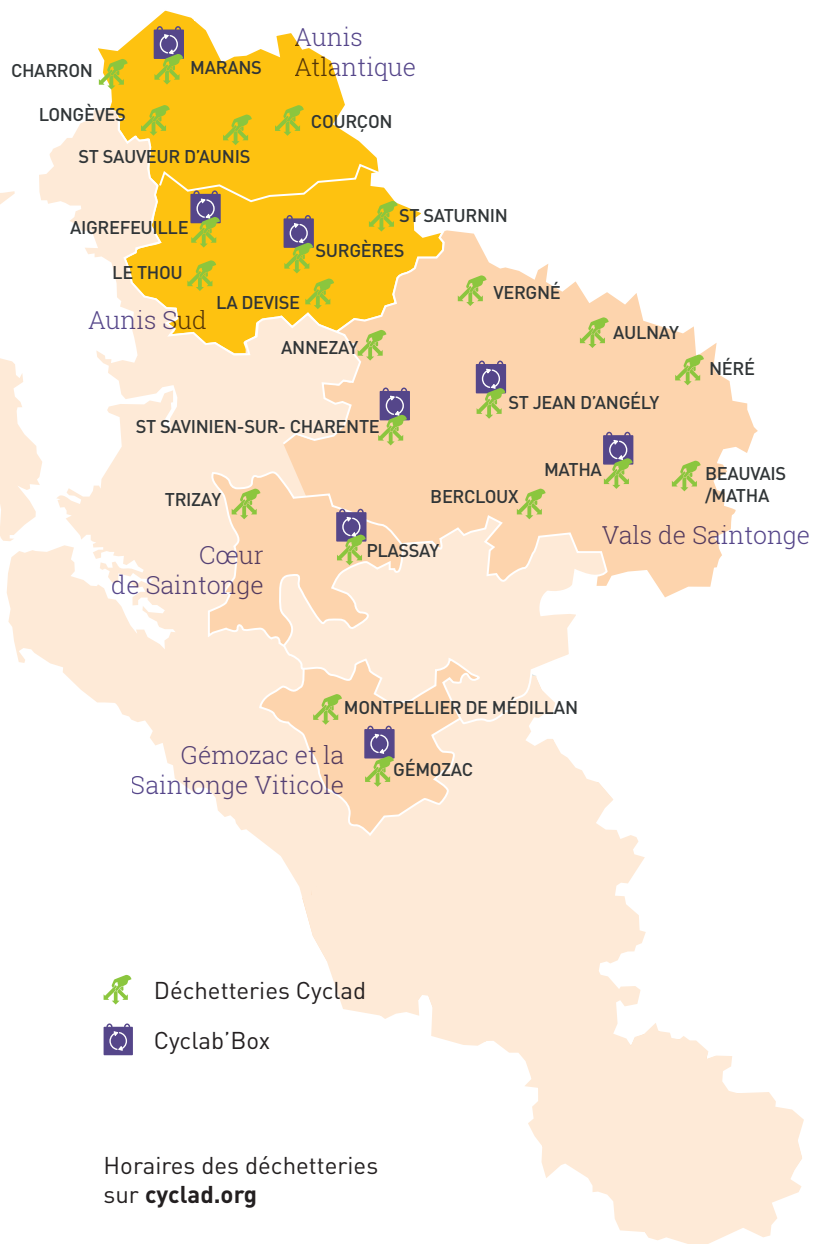 Aunis
Atlantique
CHARRON
MARANS
LONGÈVES
COURÇON
ST SAUVEUR D'AUNIS
ST SATURNIN
AIGREFEUILLE
SURGÈRES
LE THOU
LA DEVISE
VERGNÉ
Aunis Sud
AULNAY
ANNEZAY
NÉRÉ
ST JEAN D'ANGÉLY
ST SAVINIEN-SUR- CHARENTE
MATHA
BEAUVAIS
/MATHA
TRIZAY
BERCLOUX
Vals de Saintonge
PLASSAY
Cœur
de Saintonge
MONTPELLIER DE MÉDILLAN
Gémozac et la
Saintonge Viticole
GÉMOZAC
Déchetteries Cyclad
Cyclab'Box
Horaires des déchetteries
sur cyclad.org